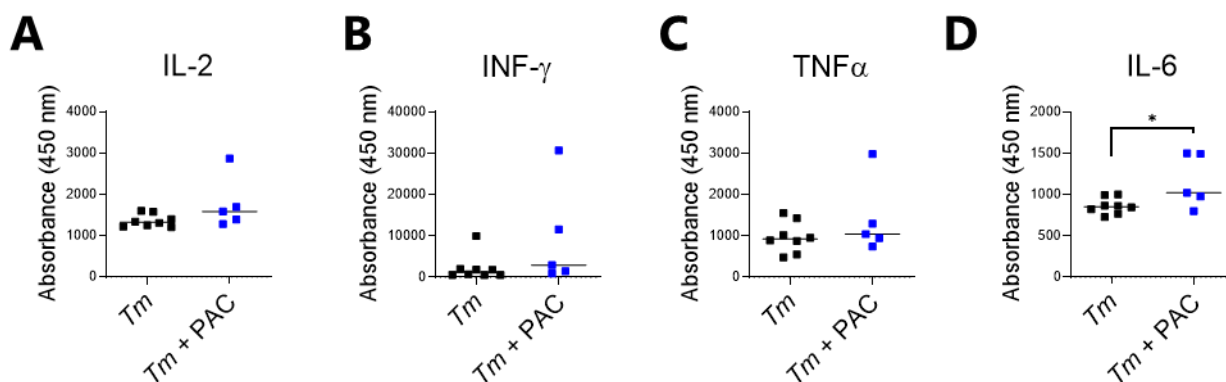 A
IL-2
Absorbance (450 nm)
4000
3000
2000
1000
0
Tm
Tm + PAC
B
INF-γ
Absorbance (450 nm)
40000
30000
20000
10000
0
Tm
Tm + PAC
C
TNFα
Absorbance (450 nm)
4000
3000
2000
1000
0
Tm
Tm + PAC
D
IL-6
Absorbance (450 nm)
2000
1500
1000
500
0
*
Tm
Tm + PAC